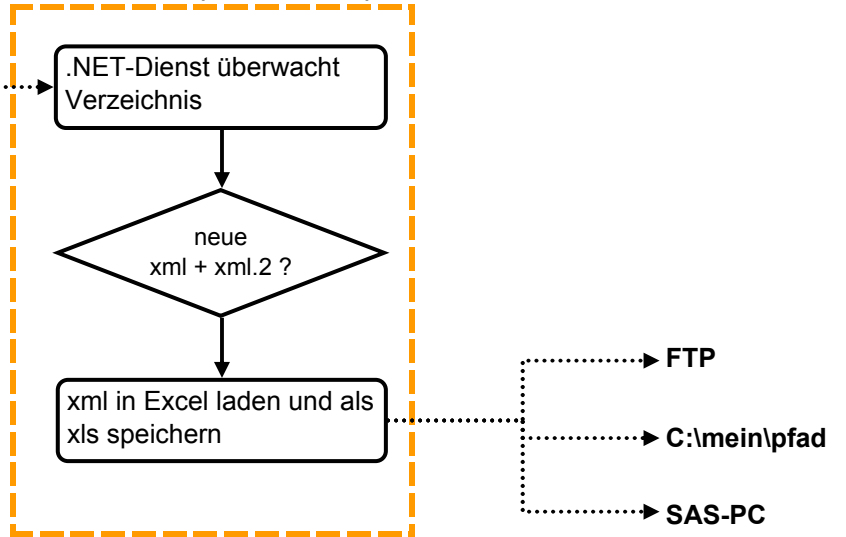 .NET-Dienst überwacht
Verzeichnis
neue
xml + xml.2 ?
xml in Excel laden und als
xls speichern
FTP
C:\mein\pfad
SAS-PC